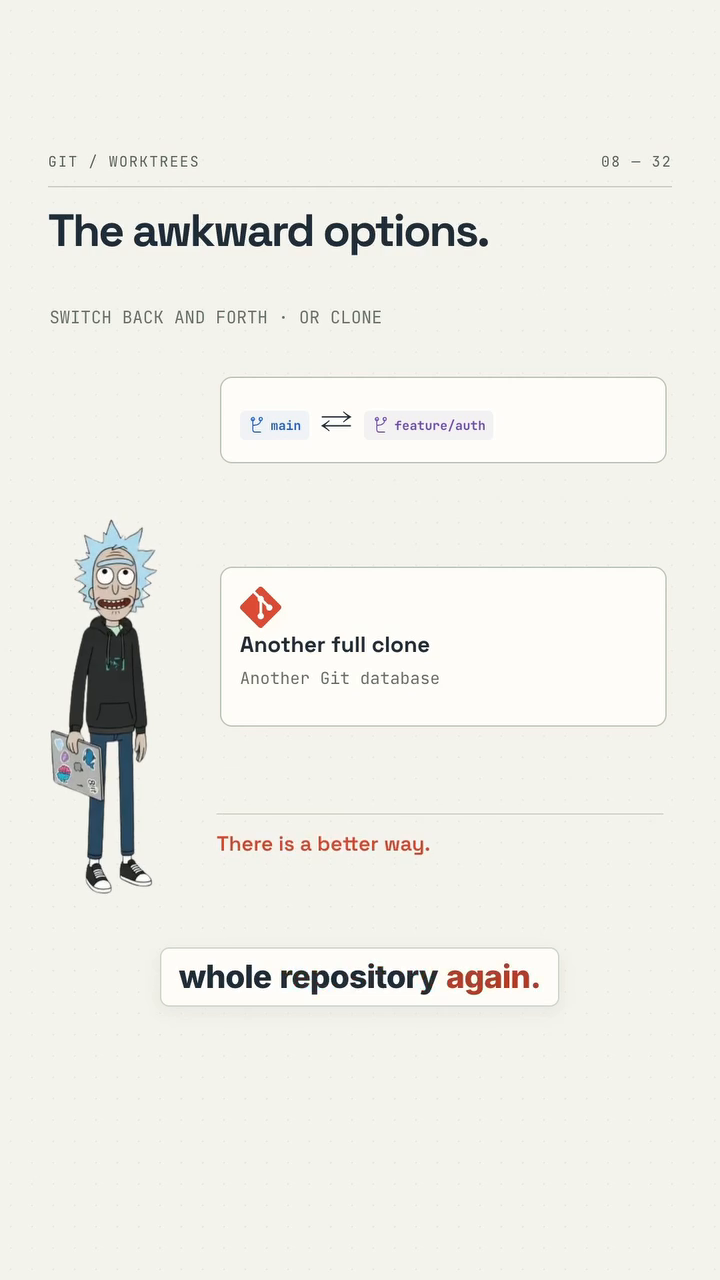 GIT / WORKTREES
08 — 32
The awkward options.
SWITCH BACK AND FORTH · OR CLONE
main
feature/auth
Another full clone
Another Git database
There is a better way.
whole repository again.